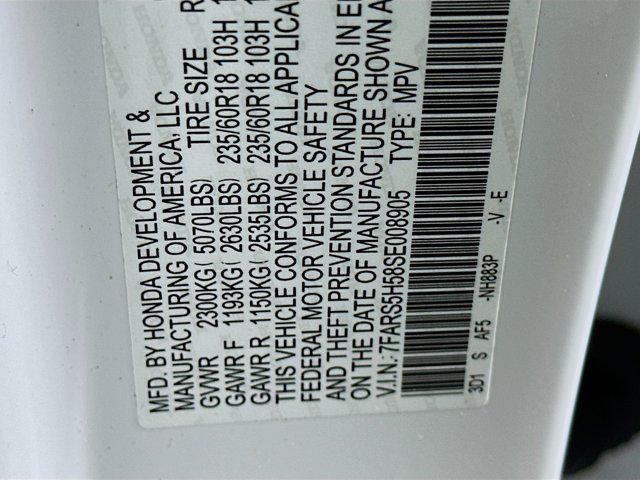 MFD. BY HONDA DEVELOPMENT &
MANUFACTURING OF AMERICA, LLC
GVWR 2300KG( 5070LBS) TIRE SIZE R
GAWR F 1193KG( 2630LBS) 235/60R18 103H 1
GAWR R 1150KG( 2535LBS) 235/60R18 103H 1
THIS VEHICLE CONFORMS TO ALL APPLICA
FEDERAL MOTOR VEHICLE SAFETY
AND THEFT PREVENTION STANDARDS IN E
ON THE DATE OF MANUFACTURE SHOWN A
V.I.N.: 7FARS5H58SE008905 TYPE: MPV
3D1 S AF5 -NH883P -V -E